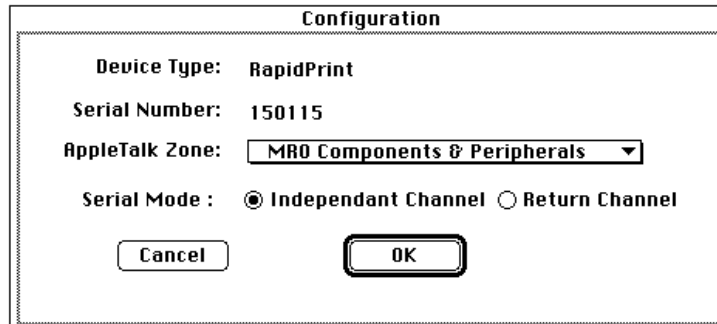 Configuration
Device Type: RapidPrint
Serial Number: 150115
AppleTalk Zone: MRO Components & Peripherals
Serial Mode : Independant Channel Return Channel
Cancel OK